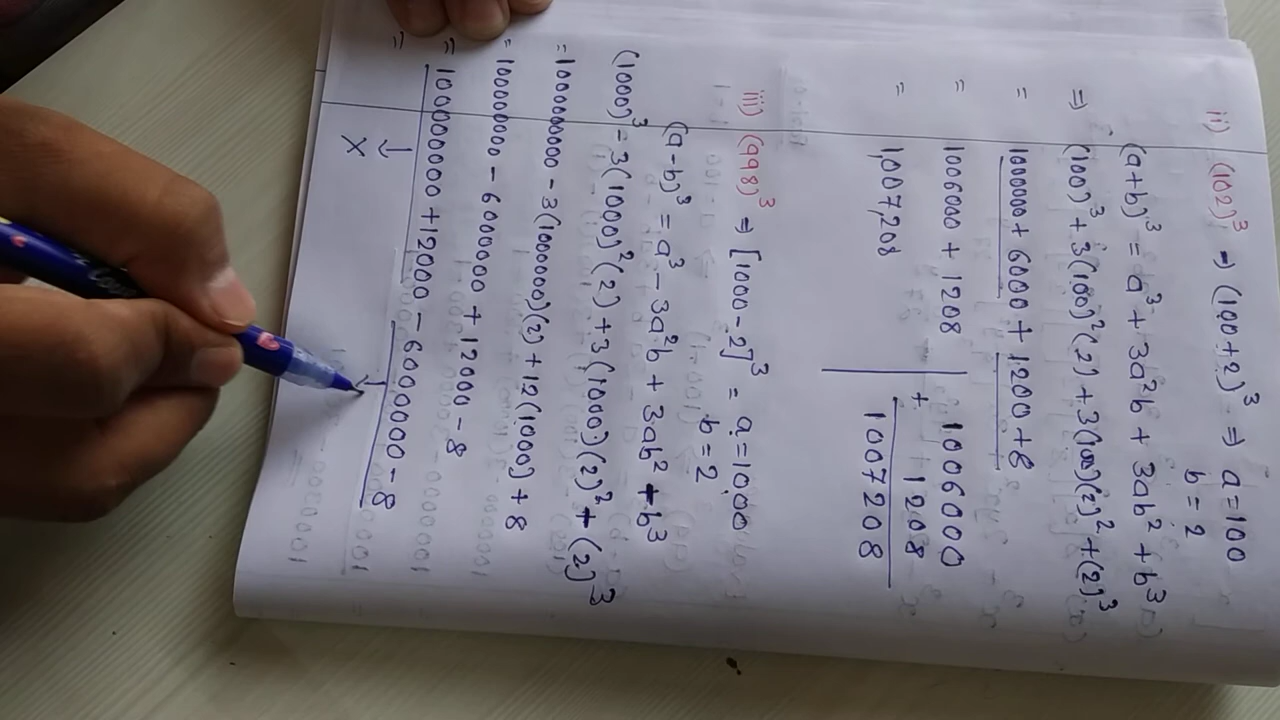 ii) (102)³ ⇒ (100+2)³ ⇒ a = 100
b = 2
(a+b)³ = a³ + 3a²b + 3ab² + b³
⇒ (100)³ + 3(100)²(2) + 3(100)(2)² + (2)³
= 1000000 + 6000 + 1200 + 8
= 1006000 + 1208
= 1,007,208
1006000
+ 1208
1007208
iii) (998)³ ⇒ [1000-2]³ = a = 1000
b = 2
(a-b)³ = a³ - 3a²b + 3ab² + b³
(1000)³ - 3(1000)²(2) + 3(1000)(2)² + (2)³
= 1000000000 - 3(1000000)(2) + 12(1000) + 8
= 1000000000 - 6000000 + 12000 - 8
= 1000000000 + 12000 - 6000000 - 8
= ↓ ↓
X